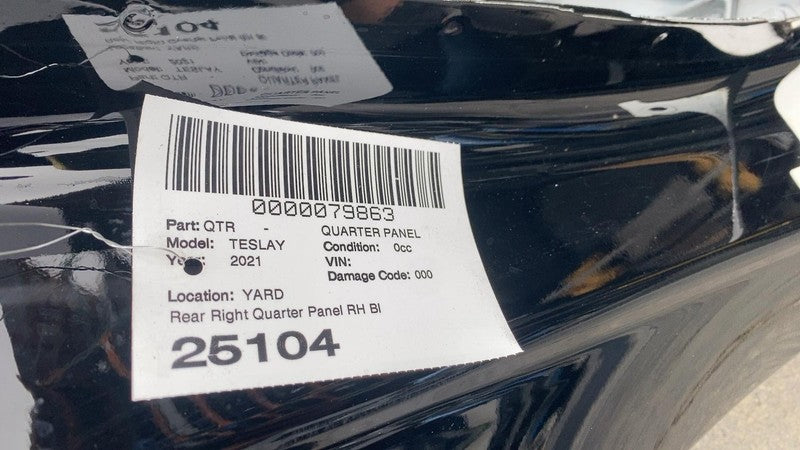 0000079863
Part: QTR - QUARTER PANEL
Model: TESLAY Condition: 0cc
Year: 2021 VIN:
Damage Code: 000
Location: YARD
Rear Right Quarter Panel RH Bl
25104